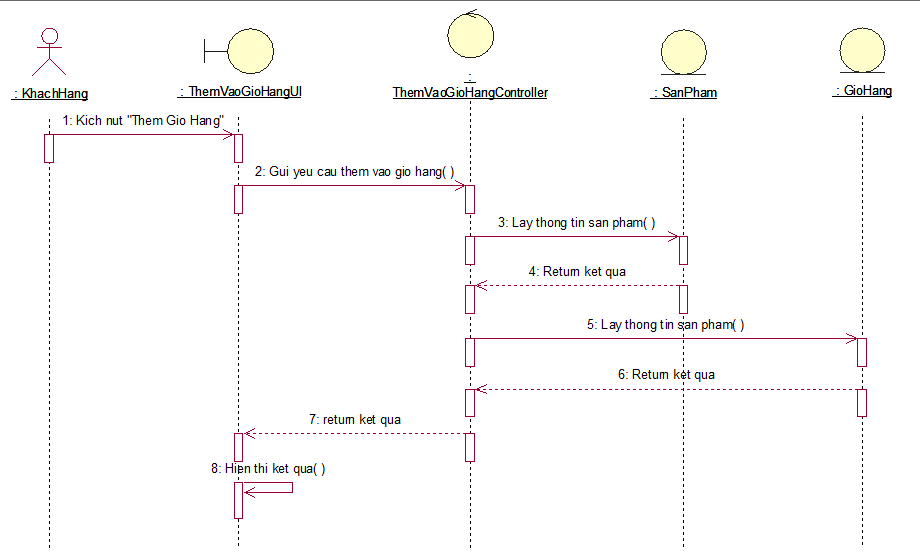 : KhachHang
: ThemVaoGioHangUI
:
ThemVaoGioHangController
: SanPham
: GioHang
1: Kich nut "Them Gio Hang"
2: Gui yeu cau them vao gio hang( )
3: Lay thong tin san pham( )
4: Return ket qua
5: Lay thong tin san pham( )
6: Return ket qua
7: return ket qua
8: Hien thi ket qua( )